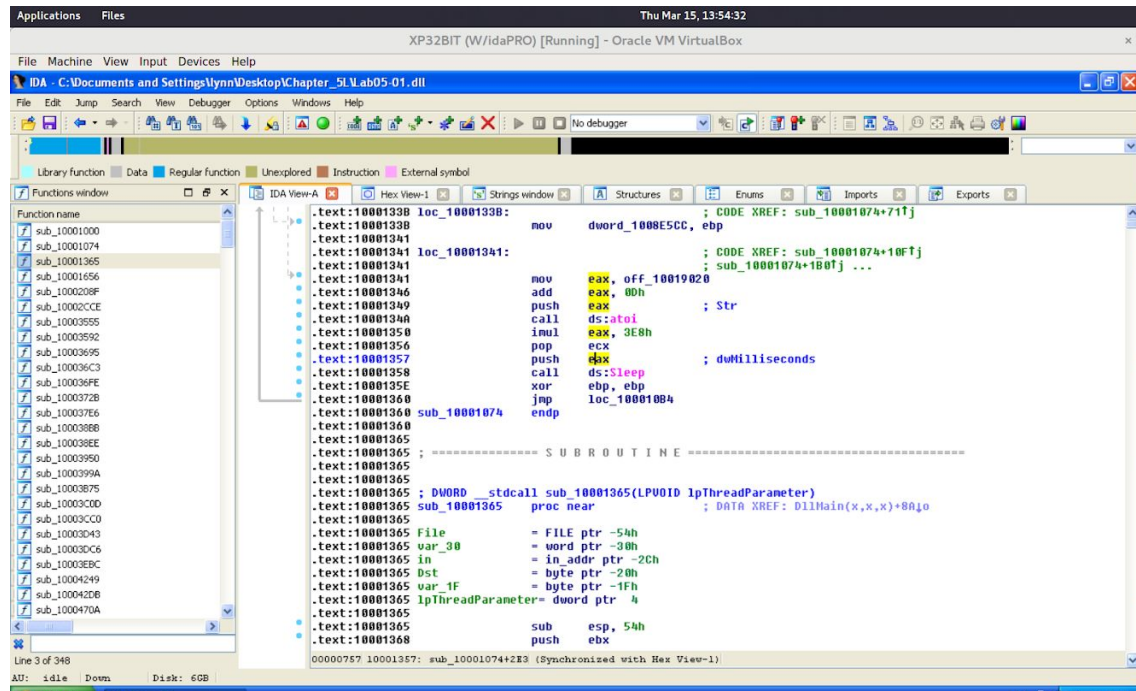 Applications Files Thu Mar 15, 13:54:32
XP32BIT (W/idaPRO) [Running] - Oracle VM VirtualBox ×
File Machine View Input Devices Help
IDA - C:\Documents and Settings\lynn\Desktop\Chapter_5L\Lab05-01.dll
File Edit Jump Search View Debugger Options Windows Help
No debugger
Library function Data Regular function Unexplored Instruction External symbol
Functions window
IDA View-A Hex View-1 Strings window Structures Enums Imports Exports
Function name
sub_10001000
sub_10001074
sub_10001365
sub_10001656
sub_1000208F
sub_10002CCE
sub_10003555
sub_10003592
sub_10003695
sub_100036C3
sub_100036FE
sub_1000372B
sub_100037E6
sub_100038BB
sub_100038EE
sub_10003950
sub_1000399A
sub_10003B75
sub_10003C0D
sub_10003CC0
sub_10003D43
sub_10003DC6
sub_10003EBC
sub_10004249
sub_100042DB
sub_1000470A
Line 3 of 348
.text:1000133B loc_1000133B: ; CODE XREF: sub_10001074+71↑j
.text:1000133B mov dword_1008E5CC, ebp
.text:10001341
.text:10001341 loc_10001341: ; CODE XREF: sub_10001074+10F↑j
.text:10001341 ; sub_10001074+1B0↑j ...
.text:10001341 mov eax, off_10019020
.text:10001346 add eax, 0Dh
.text:10001349 push eax ; Str
.text:1000134A call ds:atoi
.text:10001350 imul eax, 3E8h
.text:10001356 pop ecx
.text:10001357 push eax ; dwMilliseconds
.text:10001358 call ds:Sleep
.text:1000135E xor ebp, ebp
.text:10001360 jmp loc_100010B4
.text:10001360 sub_10001074 endp
.text:10001360
.text:10001365
.text:10001365 ; =============== S U B R O U T I N E =======================================
.text:10001365
.text:10001365
.text:10001365 ; DWORD __stdcall sub_10001365(LPVOID lpThreadParameter)
.text:10001365 sub_10001365 proc near ; DATA XREF: DllMain(x,x,x)+8A↓o
.text:10001365
.text:10001365 File = FILE ptr -54h
.text:10001365 var_30 = word ptr -30h
.text:10001365 in = in_addr ptr -2Ch
.text:10001365 Dst = byte ptr -20h
.text:10001365 var_1F = byte ptr -1Fh
.text:10001365 lpThreadParameter= dword ptr 4
.text:10001365
.text:10001365 sub esp, 54h
.text:10001368 push ebx
00000757 10001357: sub_10001074+2E3 (Synchronized with Hex View-1)
AU: idle Down Disk: 6GB